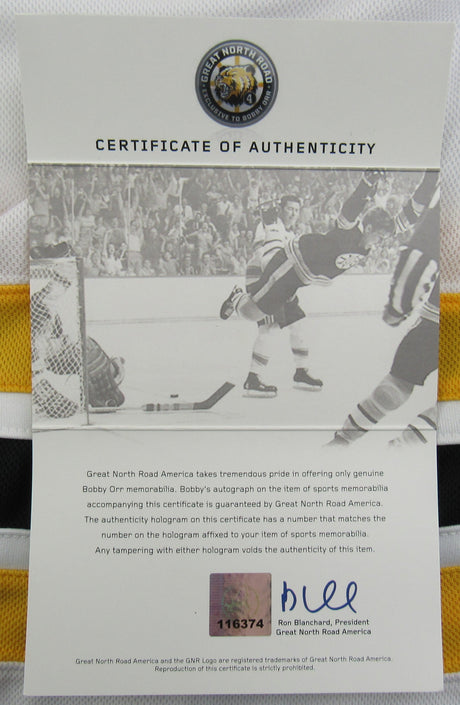 GREAT NORTH ROAD
4
EXCLUSIVE TO BOBBY ORR
CERTIFICATE OF AUTHENTICITY
Great North Road America takes tremendous pride in offering only genuine
Bobby Orr memorabilia. Bobby's autograph on the item of sports memorabilia
accompanying this certificate is guaranteed by Great North Road America.
The authenticity hologram on this certificate has a number that matches the
number on the hologram affixed to your item of sports memorabilia.
Any tampering with either hologram voids the authenticity of this item.
116374
Ron Blanchard, President
Great North Road America
Great North Road America and the GNR Logo are registered trademarks of Great North Road America.
Reproduction of this certificate is strictly prohibited.